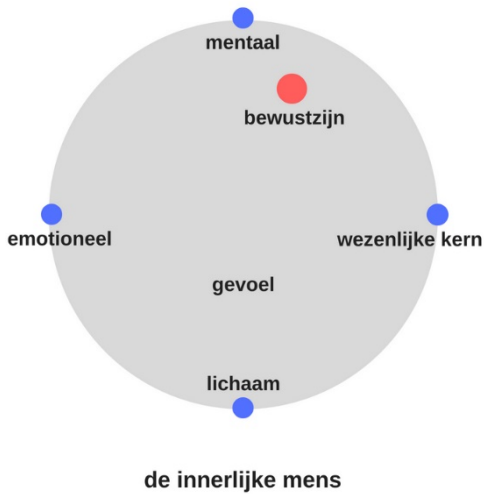 mentaal
bewustzijn
emotioneel
wezenlijke kern
gevoel
lichaam
de innerlijke mens